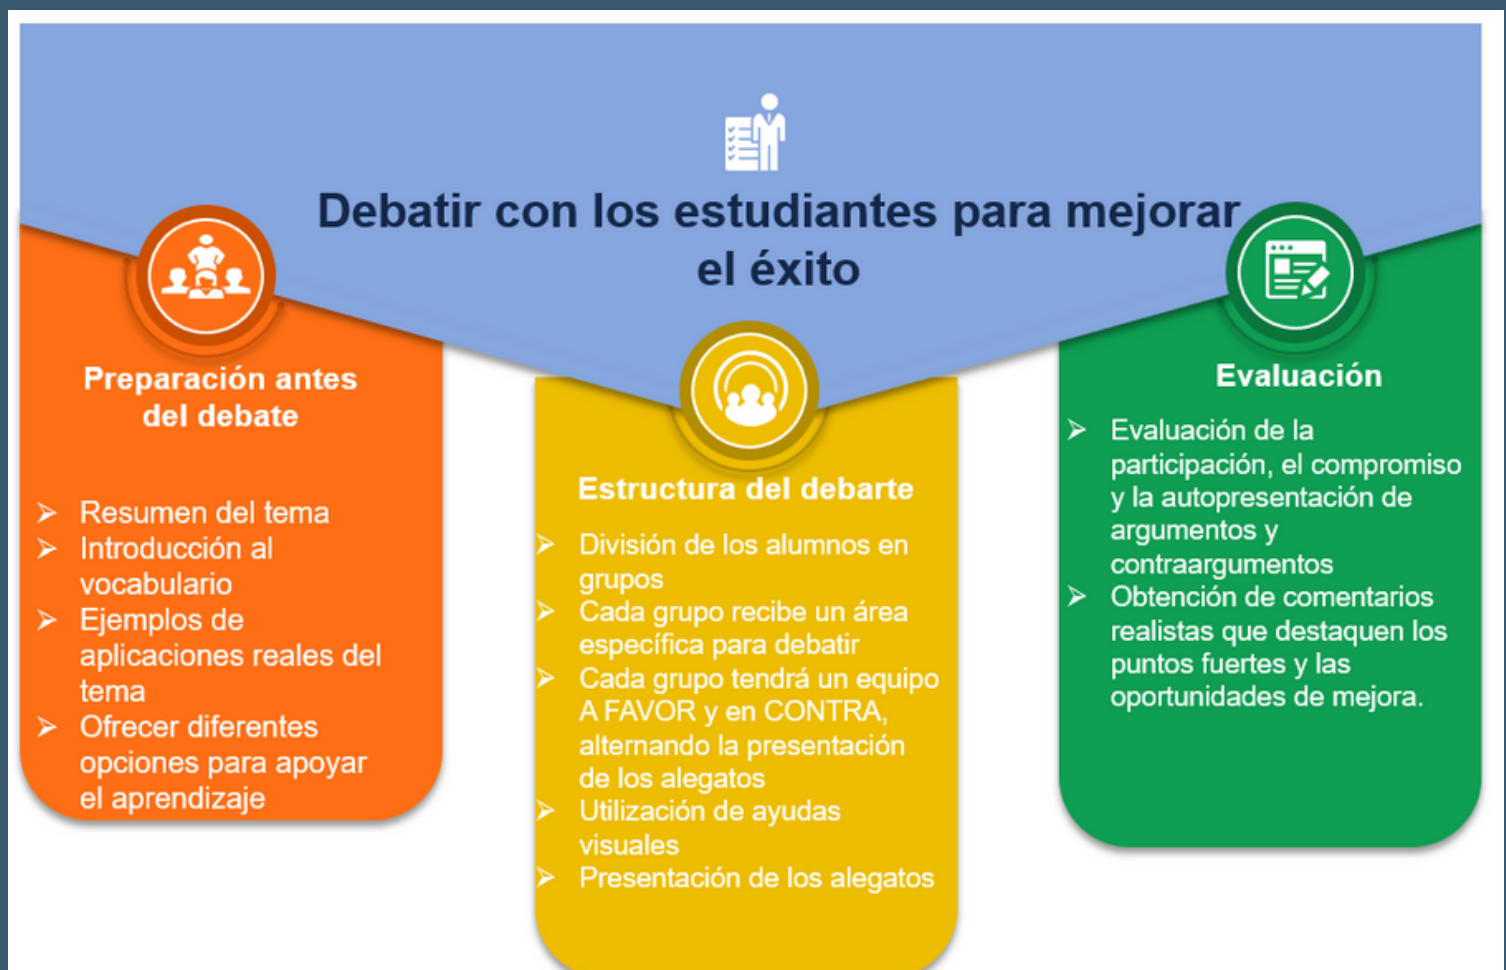 Debatir con los estudiantes para mejorar
el éxito
Preparación antes
del debate
➢ Resumen del tema
➢ Introducción al
vocabulario
➢ Ejemplos de
aplicaciones reales del
tema
➢ Ofrecer diferentes
opciones para apoyar
el aprendizaje
Estructura del debarte
➢ División de los alumnos en
grupos
➢ Cada grupo recibe un área
específica para debatir
➢ Cada grupo tendrá un equipo
A FAVOR y en CONTRA,
alternando la presentación
de los alegatos
➢ Utilización de ayudas
visuales
➢ Presentación de los alegatos
Evaluación
➢ Evaluación de la
participación, el compromiso
y la autopresentación de
argumentos y
contraargumentos
➢ Obtención de comentarios
realistas que destaquen los
puntos fuertes y las
oportunidades de mejora.